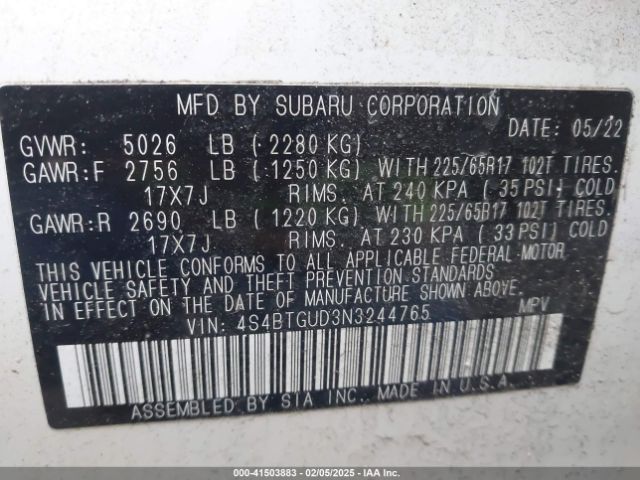 MFD BY SUBARU CORPORATION
DATE: 05/22
GVWR: 5026 LB ( 2280 KG)
GAWR:F 2756 LB ( 1250 KG) WITH 225/65R17 102T TIRES.
17X7J RIMS. AT 240 KPA ( 35 PSI) COLD
GAWR:R 2690 LB ( 1220 KG) WITH 225/65R17 102T TIRES.
17X7J RIMS. AT 230 KPA ( 33 PSI) COLD
THIS VEHICLE CONFORMS TO ALL APPLICABLE FEDERAL MOTOR
VEHICLE SAFETY AND THEFT PREVENTION STANDARDS
IN EFFECT ON THE DATE OF MANUFACTURE SHOWN ABOVE.
VIN: 4S4BTGUD3N3244765 MPV
ASSEMBLED BY SIA INC., MADE IN U.S.A.
000-41503883 - 02/05/2025 - IAA Inc.